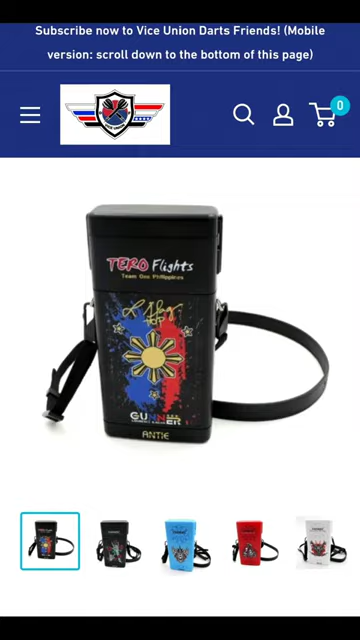 Subscribe now to Vice Union Darts Friends! (Mobile
version: scroll down to the bottom of this page)
0
TERO Flights
Team One Philippines
GUNNER
ANTIE